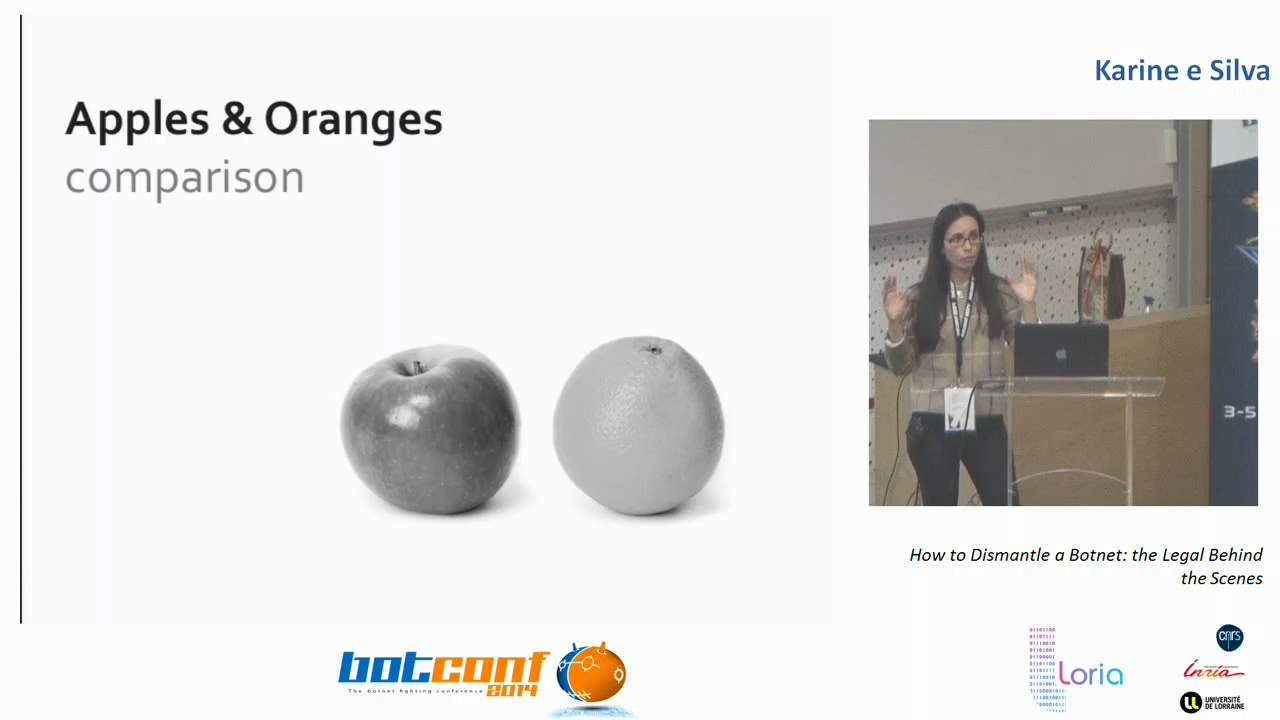 Apples & Oranges
comparison
Karine e Silva
3-5
How to Dismantle a Botnet: the Legal Behind
the Scenes
botconf
2014
The botnet fighting conference
Loria
cnrs
Inria
UNIVERSITÉ
DE LORRAINE